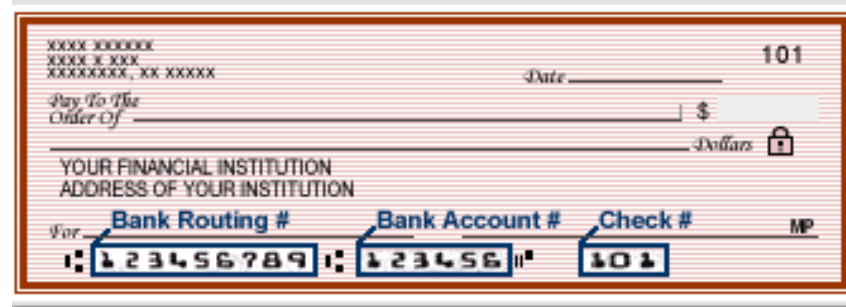 XXXX XXXXXX
XXXX X XXX
XXXXXXXX, XX XXXXX
101
Date
Pay To The
Order Of
$
Dollars
YOUR FINANCIAL INSTITUTION
ADDRESS OF YOUR INSTITUTION
Bank Routing # Bank Account # Check #
For MP
⑆ 123456789 ⑆ 123456 ⑈ 101